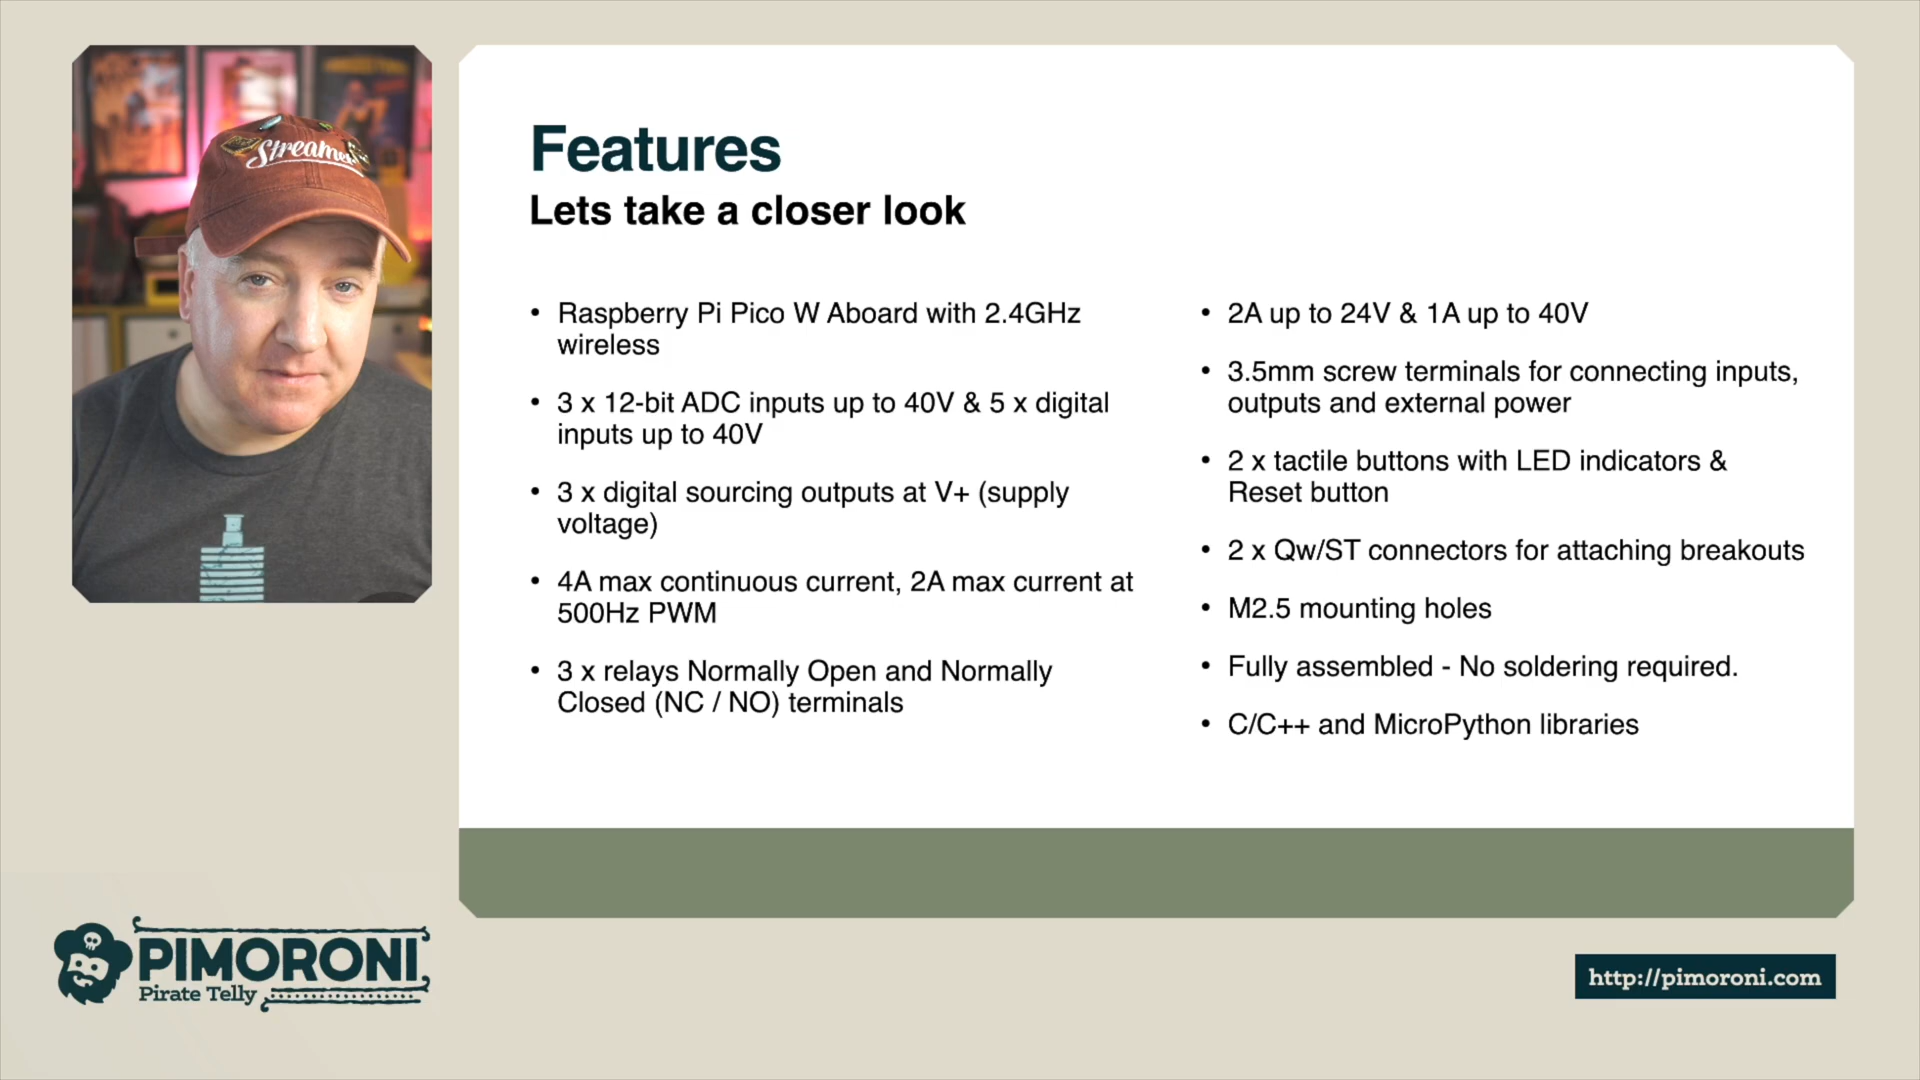 Streame
Features
Lets take a closer look
• Raspberry Pi Pico W Aboard with 2.4GHz
wireless
• 3 x 12-bit ADC inputs up to 40V & 5 x digital
inputs up to 40V
• 3 x digital sourcing outputs at V+ (supply
voltage)
• 4A max continuous current, 2A max current at
500Hz PWM
• 3 x relays Normally Open and Normally
Closed (NC / NO) terminals
• 2A up to 24V & 1A up to 40V
• 3.5mm screw terminals for connecting inputs,
outputs and external power
• 2 x tactile buttons with LED indicators &
Reset button
• 2 x Qw/ST connectors for attaching breakouts
• M2.5 mounting holes
• Fully assembled - No soldering required.
• C/C++ and MicroPython libraries
PIMORONI
Pirate Telly
http://pimoroni.com